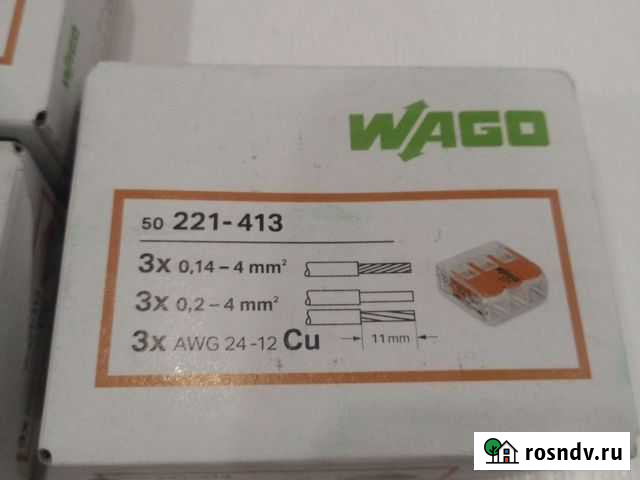 WAGO
50 221-413
3x 0,14-4 mm²
3x 0,2-4 mm²
3x AWG 24-12 Cu
11 mm
rosndv.ru